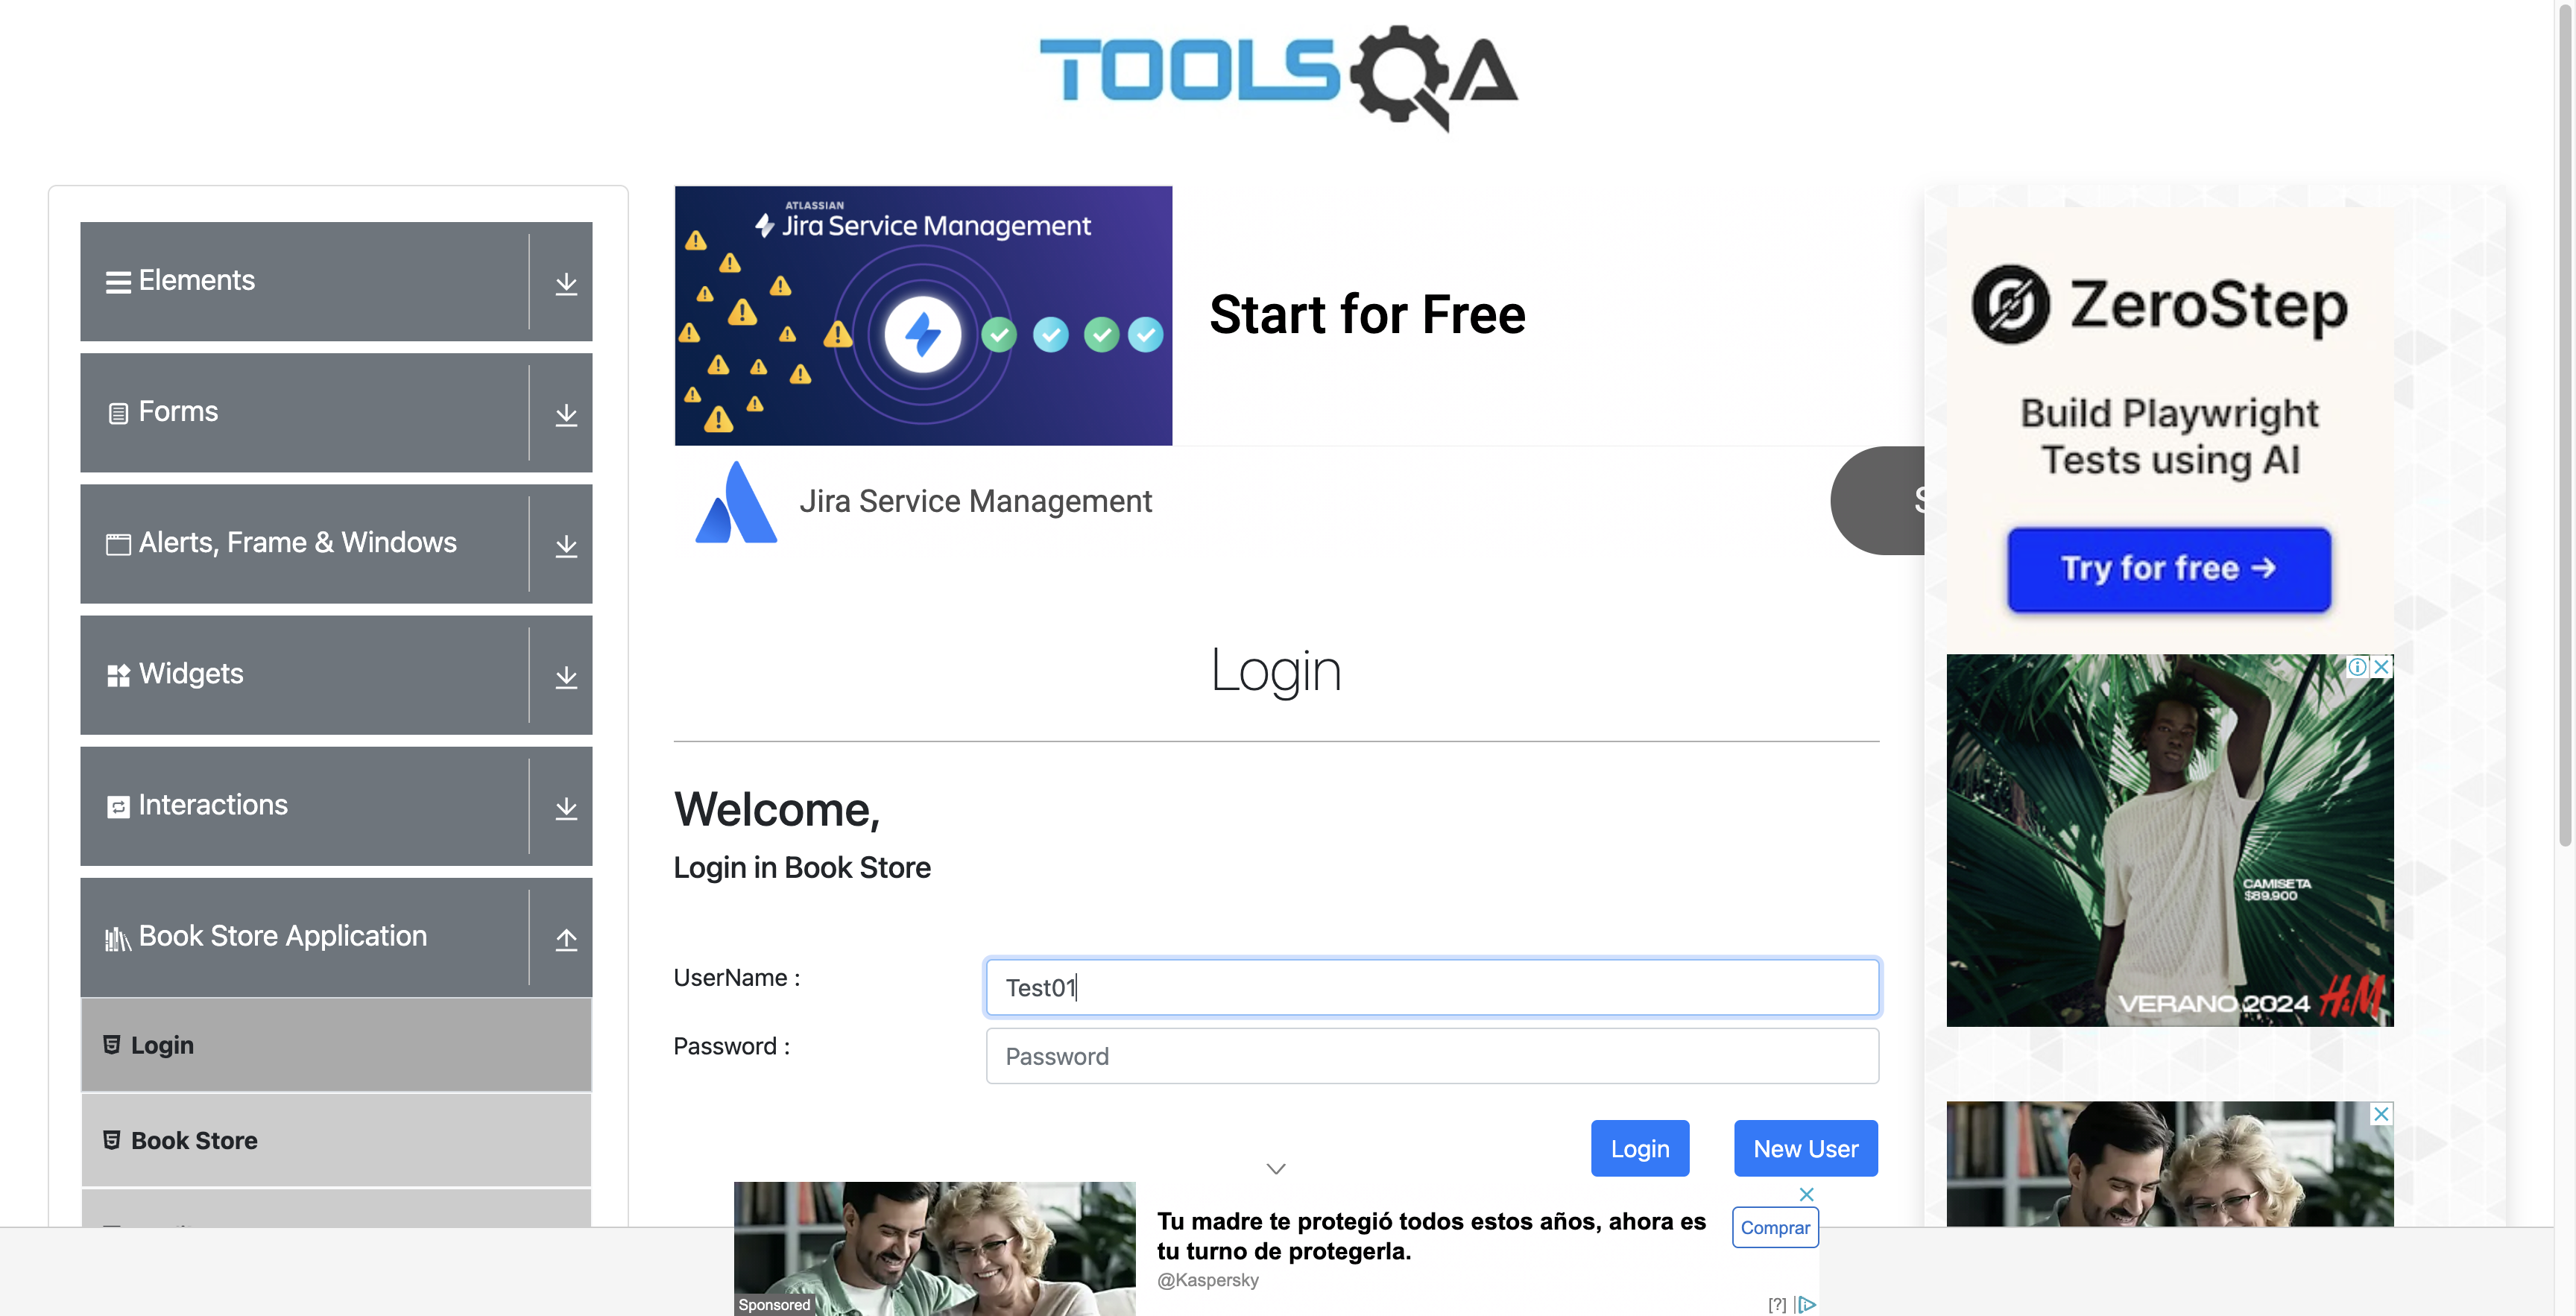 TOOLSQA
Elements
Forms
Alerts, Frame & Windows
Widgets
Interactions
Book Store Application
Login
Book Store
ATLASSIAN
Jira Service Management
Start for Free
Jira Service Management
Login
Welcome,
Login in Book Store
UserName :
Test01
Password :
Password
Login
New User
Tu madre te protegió todos estos años, ahora es
tu turno de protegerla.
@Kaspersky
Comprar
Sponsored
[?]
ZeroStep
Build Playwright
Tests using AI
Try for free →
CAMISETA
$89.900
VERANO 2024 H&M